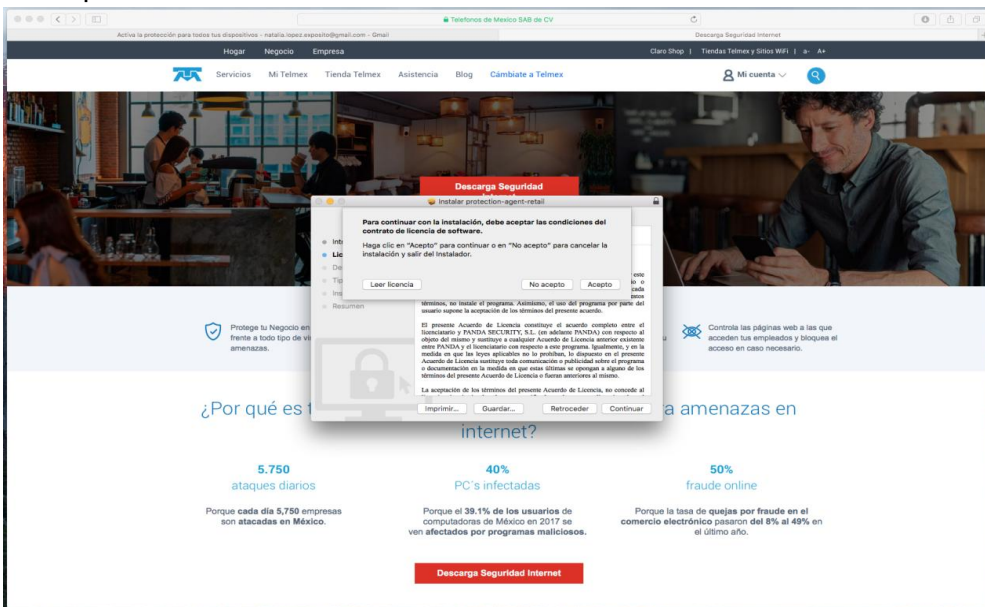 Telefonos de Mexico SAB de CV
Activa la protección para todos tus dispositivos - natalia.lopez.exposito@gmail.com - Gmail
Descarga Seguridad Internet
Hogar Negocio Empresa
Claro Shop | Tiendas Telmex y Sitios WiFi | a- A+
Servicios Mi Telmex Tienda Telmex Asistencia Blog Cámbiate a Telmex
Mi cuenta
Descarga Seguridad
Instalar protection-agent-retail
Para continuar con la instalación, debe aceptar las condiciones del
contrato de licencia de software.
Haga clic en "Acepto" para continuar o en "No acepto" para cancelar la
instalación y salir del Instalador.
Leer licencia No acepto Acepto
Int
Lic
De
Tip
Ins
Resumen
este
o
cada
estos
términos, no instale el programa. Asimismo, el uso del programa por parte del
usuario supone la aceptación de los términos del presente acuerdo.
El presente Acuerdo de Licencia constituye el acuerdo completo entre el
licenciatario y PANDA SECURITY, S.L. (en adelante PANDA) con respecto al
objeto del mismo y sustituye a cualquier Acuerdo de Licencia anterior existente
entre PANDA y el licenciatario con respecto a este programa. Igualmente, y en la
medida en que las leyes aplicables no lo prohíban, lo dispuesto en el presente
Acuerdo de Licencia sustituye toda comunicación o publicidad sobre el programa
o documentación en la medida en que estas últimas se opongan a alguno de los
términos del presente Acuerdo de Licencia o fueran anteriores al mismo.
La aceptación de los términos del presente Acuerdo de Licencia, no concede al
Imprimir... Guardar... Retroceder Continuar
Protege tu Negocio en
frente a todo tipo de vi
amenazas.
u
Controla las páginas web a las que
acceden tus empleados y bloquea el
acceso en caso necesario.
¿Por qué es t
ra amenazas en
internet?
5.750
ataques diarios
Porque cada día 5,750 empresas
son atacadas en México.
40%
PC´s infectadas
Porque el 39.1% de los usuarios de
computadoras de México en 2017 se
ven afectados por programas maliciosos.
50%
fraude online
Porque la tasa de quejas por fraude en el
comercio electrónico pasaron del 8% al 49% en
el último año.
Descarga Seguridad Internet